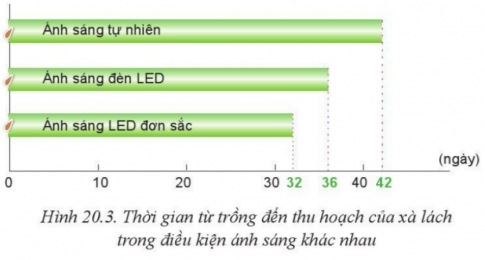 Ánh sáng tự nhiên
Ánh sáng đèn LED
Ánh sáng LED đơn sắc
(ngày)
0 10 20 30 32 36 40 42
Hình 20.3. Thời gian từ trồng đến thu hoạch của xà lách
trong điều kiện ánh sáng khác nhau